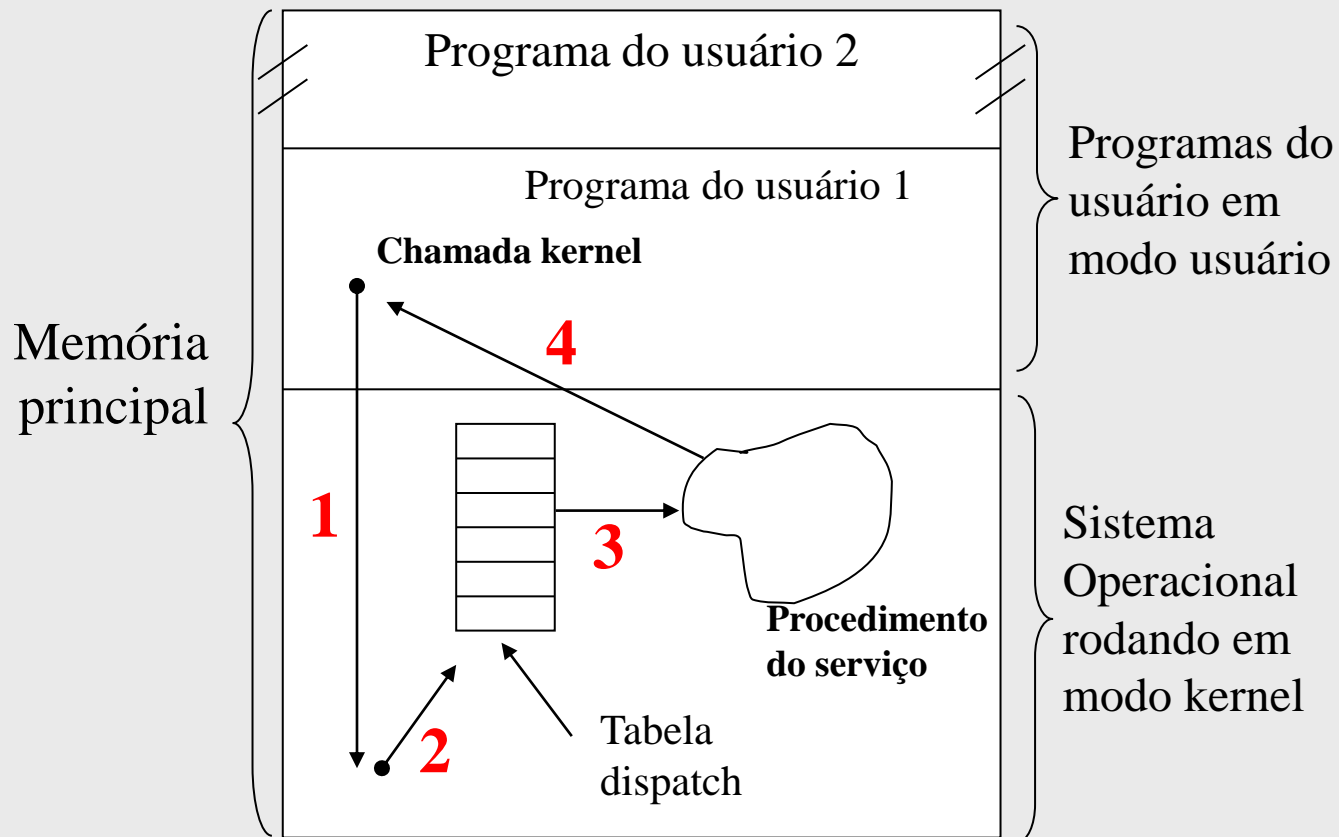 Programa do usuário 2
Programa do usuário 1
Chamada kernel
Programas do
usuário em
modo usuário
Memória
principal
4
1
3
2
Procedimento
do serviço
Tabela
dispatch
Sistema
Operacional
rodando em
modo kernel